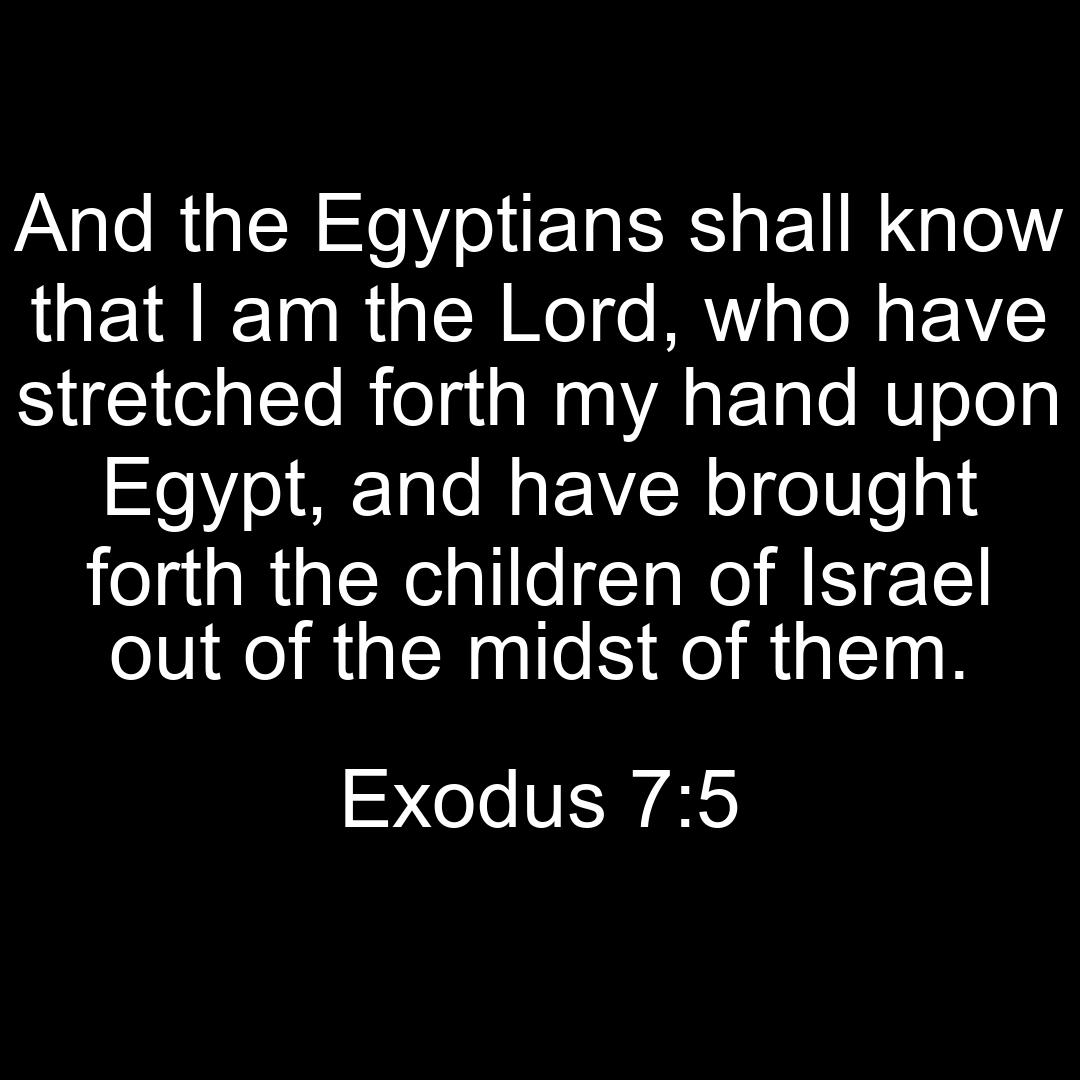 And the Egyptians shall know
that I am the Lord, who have
stretched forth my hand upon
Egypt, and have brought
forth the children of Israel
out of the midst of them.
Exodus 7:5